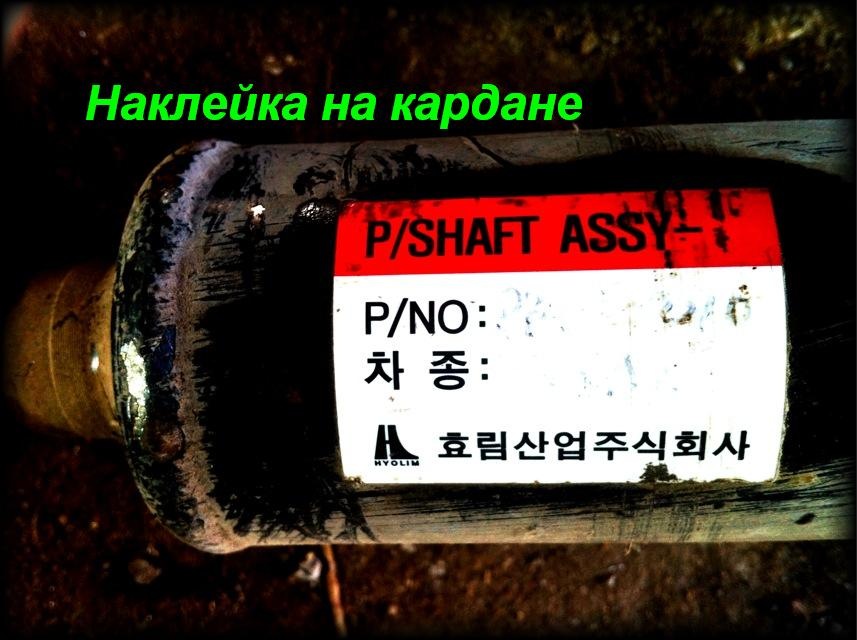 Наклейка на кардане
P/SHAFT ASSY-
P/NO:
차 종:
HYOLIM 효림산업주식회사